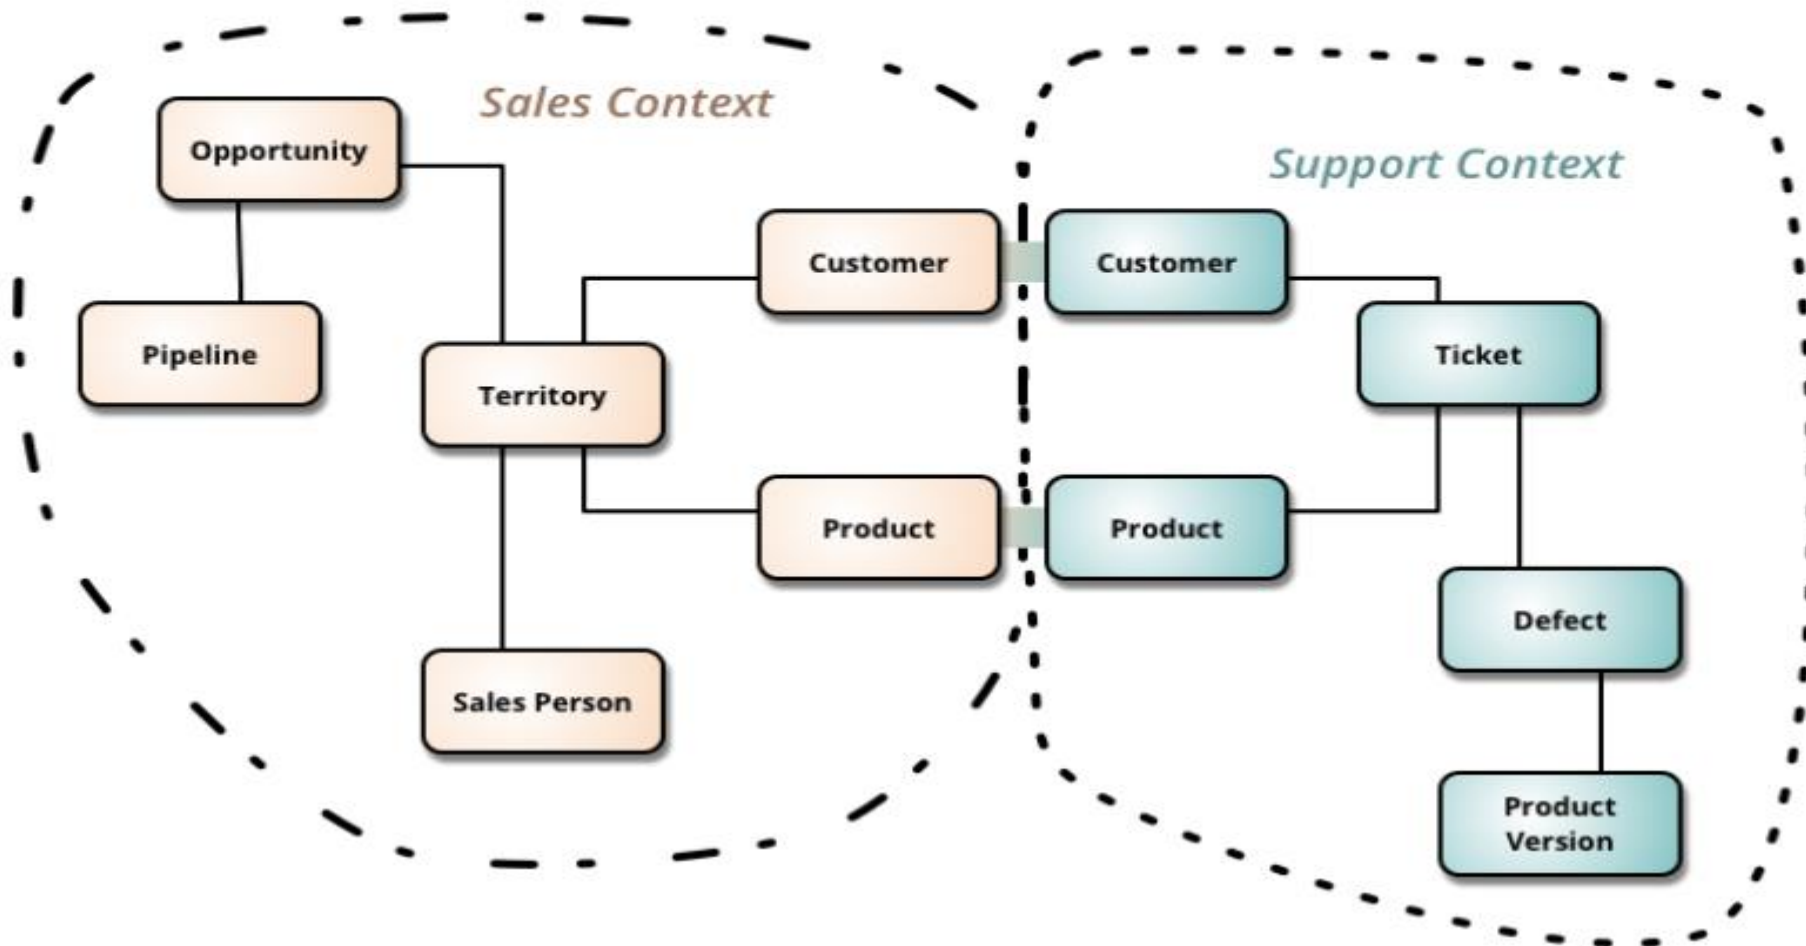 Sales Context
Opportunity
Support Context
Customer
Customer
Pipeline
Ticket
Territory
Product
Product
Defect
Sales Person
Product
Version